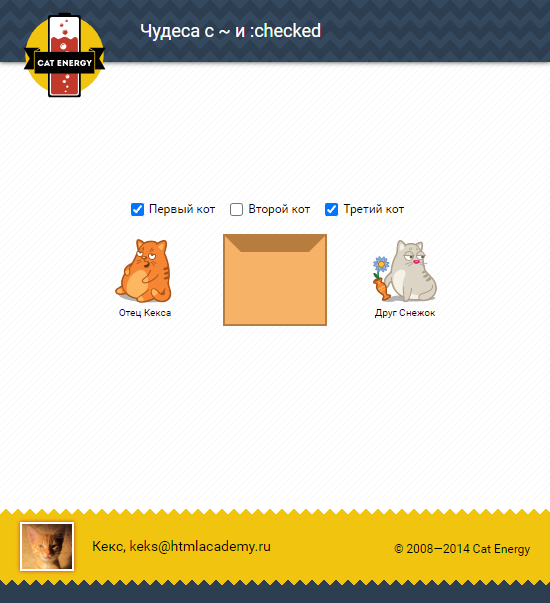 Чудеса с ~ и :checked
CAT ENERGY
Первый кот Второй кот Третий кот
Отец Кекса Друг Снежок
Кекс, keks@htmlacademy.ru
© 2008—2014 Cat Energy